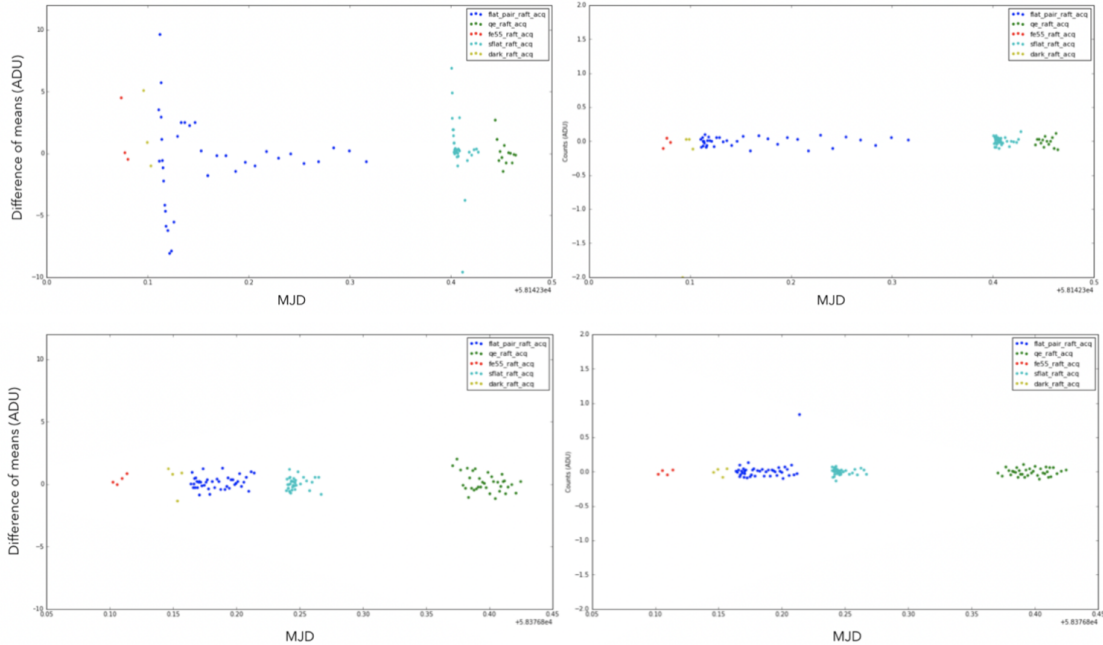 10
5
0
−5
−10
0.0
0.1
0.2
0.3
0.4
0.5
+5.81423e4
Difference of means (ADU)
MJD
flat_pair_raft_acq
qe_raft_acq
fe55_raft_acq
sflat_raft_acq
dark_raft_acq
2.0
1.5
1.0
0.5
0.0
−0.5
−1.0
−1.5
−2.0
0.0
0.1
0.2
0.3
0.4
0.5
+5.81423e4
Counts (ADU)
MJD
flat_pair_raft_acq
qe_raft_acq
fe55_raft_acq
sflat_raft_acq
dark_raft_acq
10
5
0
−5
−10
0.05
0.10
0.15
0.20
0.25
0.30
0.35
0.40
0.45
+5.83768e4
Difference of means (ADU)
MJD
flat_pair_raft_acq
qe_raft_acq
fe55_raft_acq
sflat_raft_acq
dark_raft_acq
2.0
1.5
1.0
0.5
0.0
−0.5
−1.0
−1.5
−2.0
0.05
0.10
0.15
0.20
0.25
0.30
0.35
0.40
0.45
+5.83768e4
Counts (ADU)
MJD
flat_pair_raft_acq
qe_raft_acq
fe55_raft_acq
sflat_raft_acq
dark_raft_acq